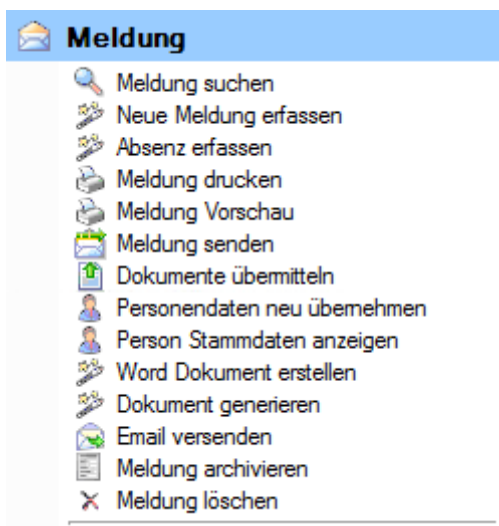 Meldung
Meldung suchen
Neue Meldung erfassen
Absenz erfassen
Meldung drucken
Meldung Vorschau
Meldung senden
Dokumente übermitteln
Personendaten neu übernehmen
Person Stammdaten anzeigen
Word Dokument erstellen
Dokument generieren
Email versenden
Meldung archivieren
Meldung löschen